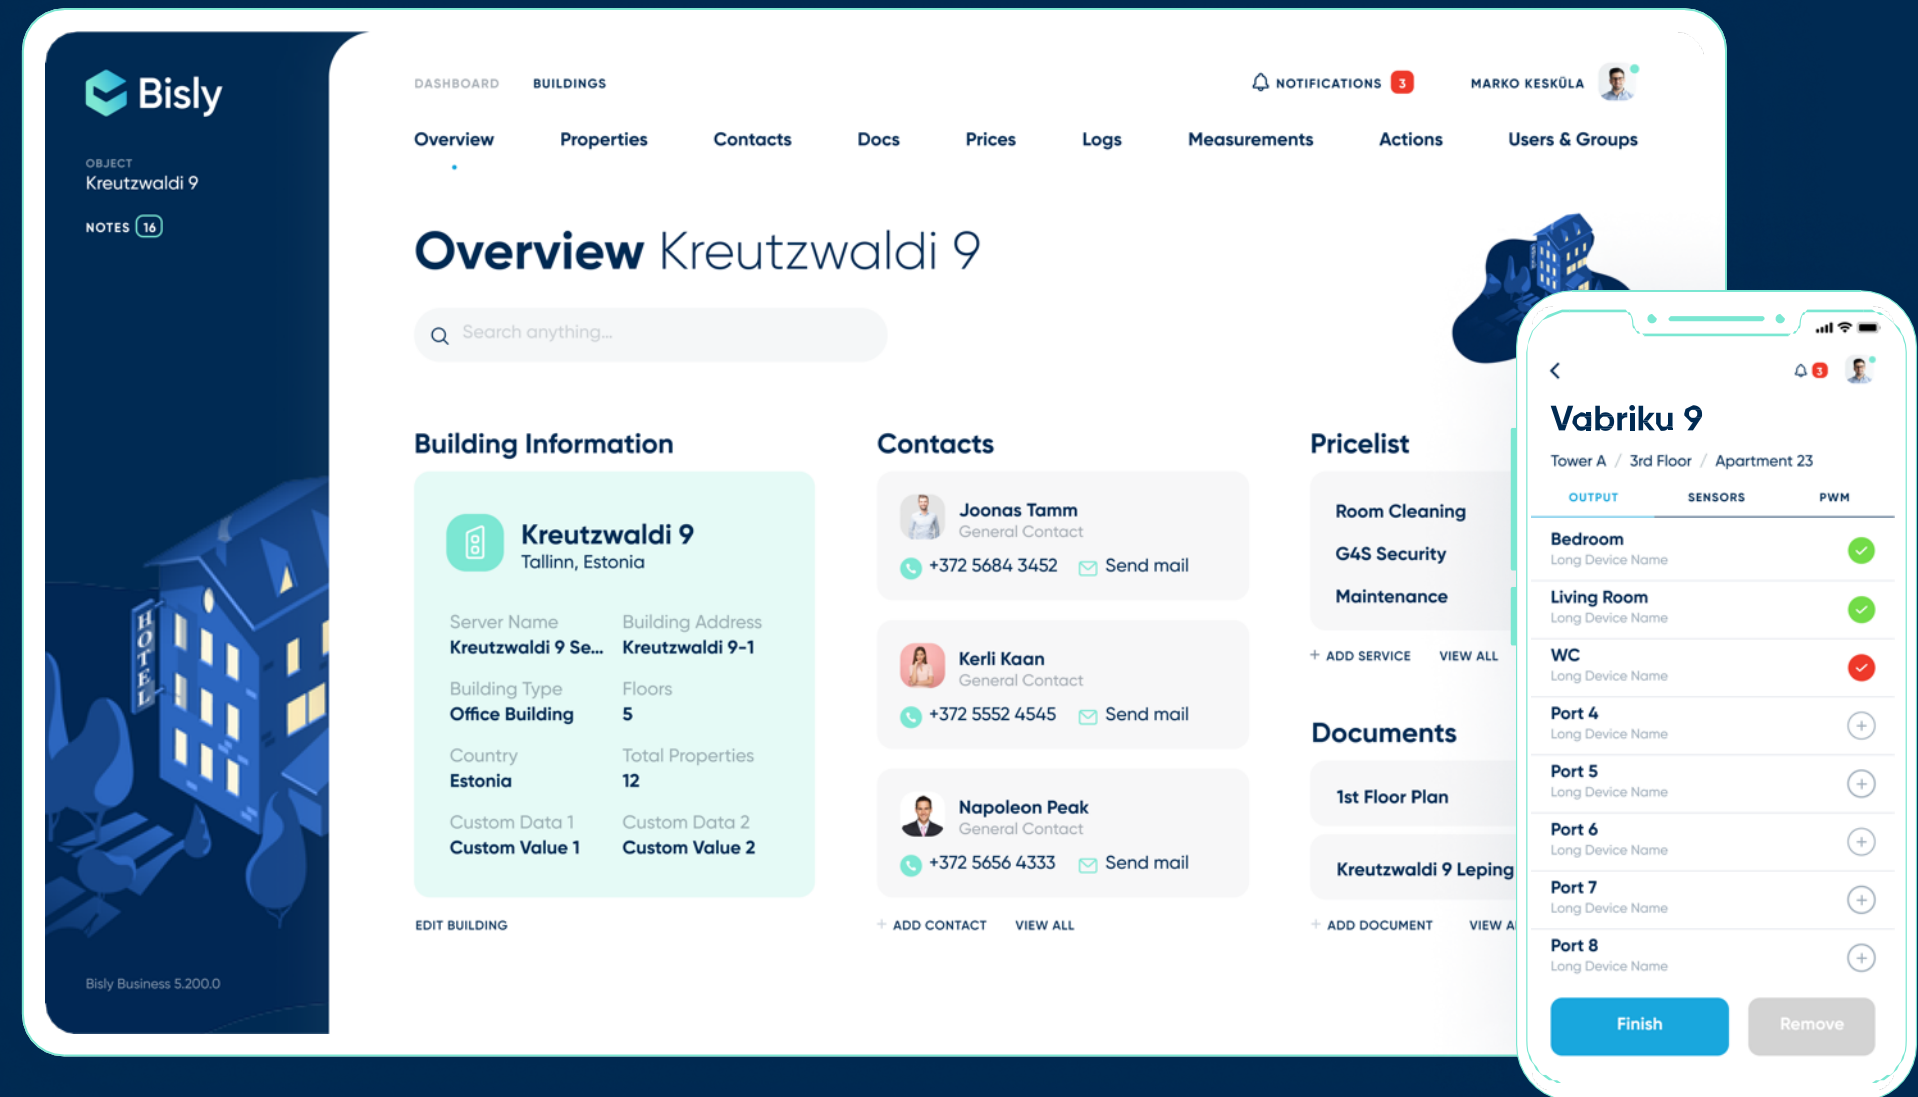 Bisly
OBJECT
Kreutzwaldi 9
NOTES 16
HOTEL
Bisly Business 5.200.0
DASHBOARD BUILDINGS
NOTIFICATIONS 3
MARKO KESKÜLA
Overview Properties Contacts Docs Prices Logs Measurements Actions Users & Groups
Overview Kreutzwaldi 9
Search anything...
Building Information
Kreutzwaldi 9
Tallinn, Estonia
Server Name Building Address
Kreutzwaldi 9 Se... Kreutzwaldi 9-1
Building Type Floors
Office Building 5
Country Total Properties
Estonia 12
Custom Data 1 Custom Data 2
Custom Value 1 Custom Value 2
EDIT BUILDING
Contacts
Joonas Tamm
General Contact
+372 5684 3452 Send mail
Kerli Kaan
General Contact
+372 5552 4545 Send mail
Napoleon Peak
General Contact
+372 5656 4333 Send mail
+ ADD CONTACT VIEW ALL
Pricelist
Room Cleaning
G4S Security
Maintenance
+ ADD SERVICE VIEW ALL
Documents
1st Floor Plan
Kreutzwaldi 9 Leping
+ ADD DOCUMENT VIEW A
3
Vabriku 9
Tower A / 3rd Floor / Apartment 23
OUTPUT SENSORS PWM
Bedroom
Long Device Name
Living Room
Long Device Name
WC
Long Device Name
Port 4
Long Device Name
Port 5
Long Device Name
Port 6
Long Device Name
Port 7
Long Device Name
Port 8
Long Device Name
Finish Remove